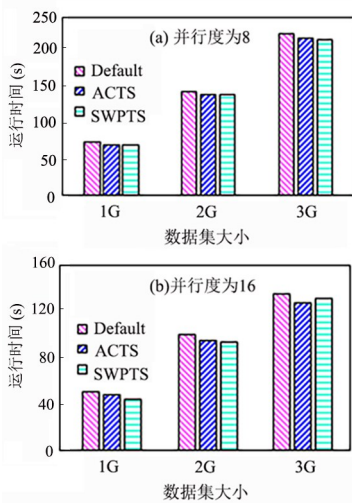 250
(a) 并行度为8
200
Default
150
ACTS
SWPTS
100
50
0
运行时间 (s)
1G 2G 3G
数据集大小
160
(b)并行度为16
120
Default
80
ACTS
SWPTS
40
0
运行时间 (s)
1G 2G 3G
数据集大小